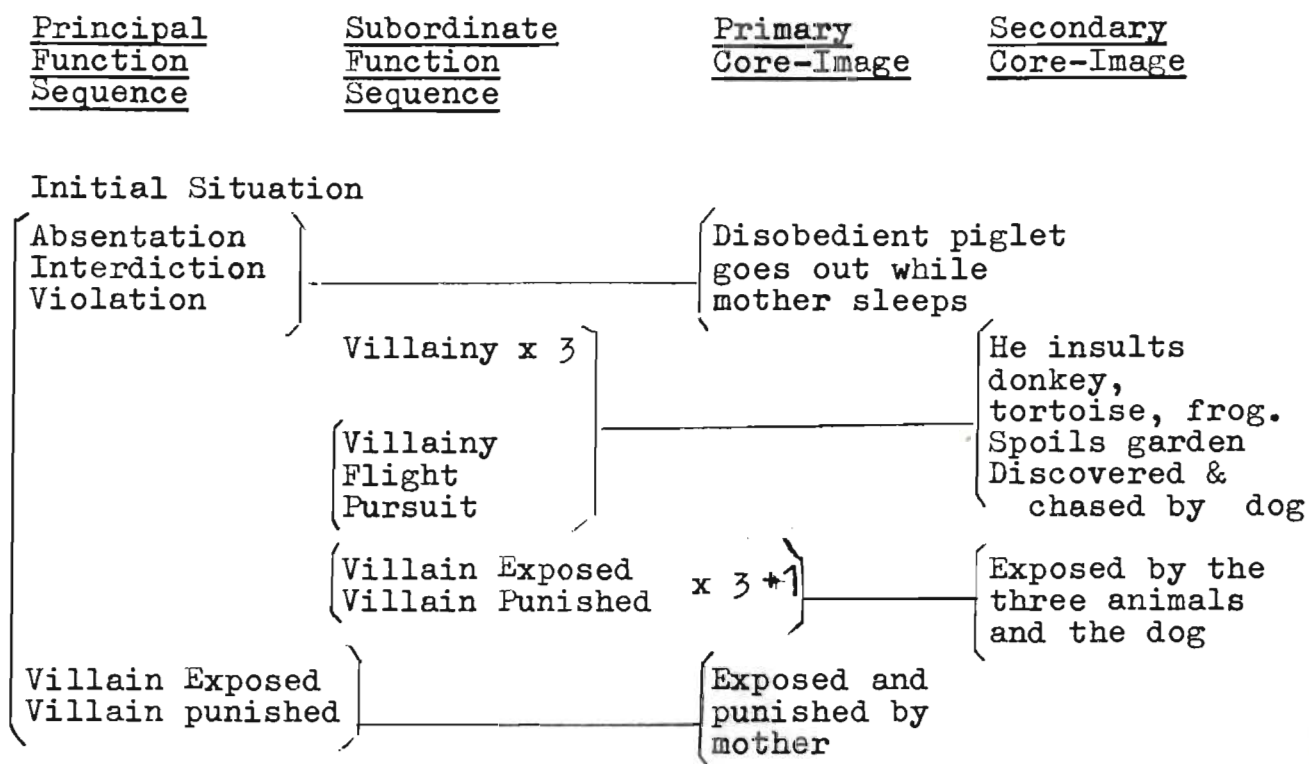 Principal Subordinate Primary Secondary
Function Function Core-Image Core-Image
Sequence Sequence
Initial Situation
Absentation
Interdiction
Violation
Disobedient piglet
goes out while
mother sleeps
Villainy x 3
Villainy
Flight
Pursuit
He insults
donkey,
tortoise, frog.
Spoils garden
Discovered &
chased by dog
Villain Exposed
Villain Punished x 3 +1
Exposed by the
three animals
and the dog
Villain Exposed
Villain punished
Exposed and
punished by
mother